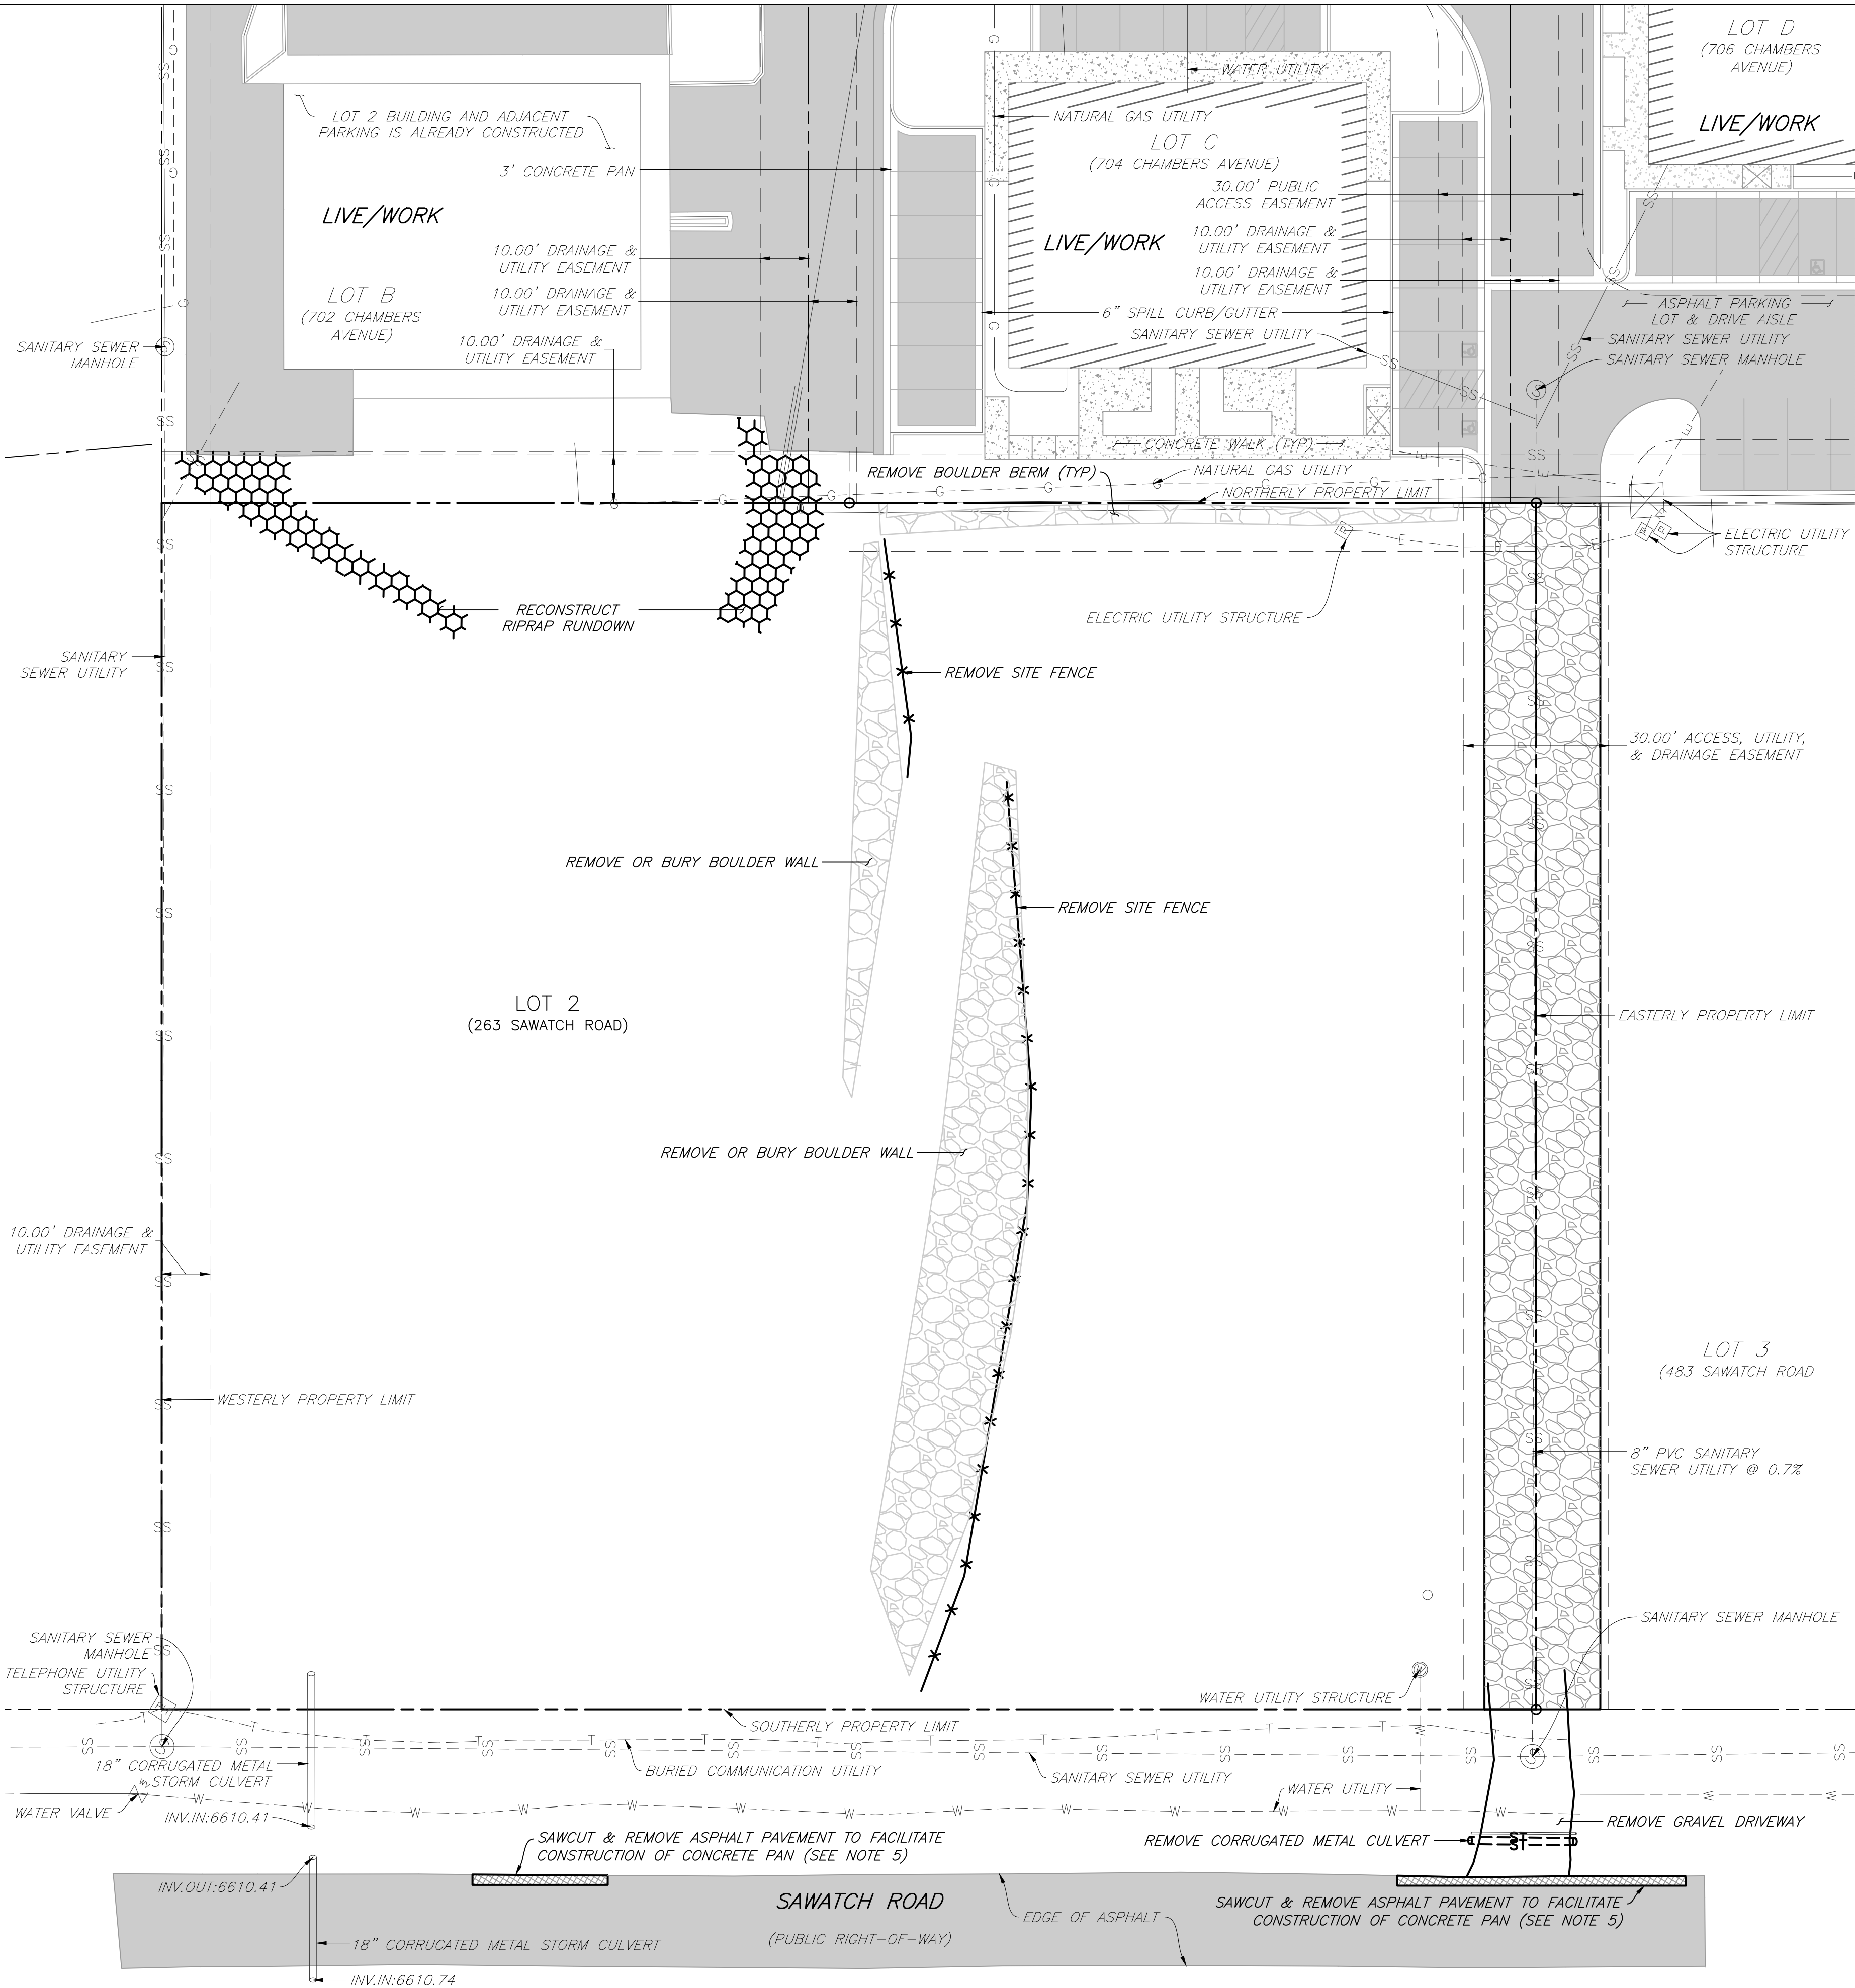 LOT D
(706 CHAMBERS
AVENUE)
LIVE/WORK
WATER UTILITY
LOT 2 BUILDING AND ADJACENT
PARKING IS ALREADY CONSTRUCTED
NATURAL GAS UTILITY
LOT C
(704 CHAMBERS AVENUE)
3' CONCRETE PAN
30.00' PUBLIC
ACCESS EASEMENT
LIVE/WORK
LIVE/WORK
10.00' DRAINAGE &
UTILITY EASEMENT
10.00' DRAINAGE &
UTILITY EASEMENT
10.00' DRAINAGE &
UTILITY EASEMENT
10.00' DRAINAGE &
UTILITY EASEMENT
LOT B
(702 CHAMBERS
AVENUE)
6" SPILL CURB/GUTTER
ASPHALT PARKING
LOT & DRIVE AISLE
SANITARY SEWER UTILITY
SANITARY SEWER UTILITY
10.00' DRAINAGE &
UTILITY EASEMENT
SANITARY SEWER
MANHOLE
SANITARY SEWER MANHOLE
CONCRETE WALK (TYP)
REMOVE BOULDER BERM (TYP)
NATURAL GAS UTILITY
NORTHERLY PROPERTY LIMIT
ELECTRIC UTILITY
STRUCTURE
RECONSTRUCT
RIPRAP RUNDOWN
ELECTRIC UTILITY STRUCTURE
SANITARY
SEWER UTILITY
REMOVE SITE FENCE
30.00' ACCESS, UTILITY,
& DRAINAGE EASEMENT
REMOVE OR BURY BOULDER WALL
REMOVE SITE FENCE
LOT 2
(263 SAWATCH ROAD)
EASTERLY PROPERTY LIMIT
REMOVE OR BURY BOULDER WALL
10.00' DRAINAGE &
UTILITY EASEMENT
LOT 3
(483 SAWATCH ROAD
WESTERLY PROPERTY LIMIT
8" PVC SANITARY
SEWER UTILITY @ 0.7%
SANITARY SEWER
MANHOLE
SANITARY SEWER MANHOLE
TELEPHONE UTILITY
STRUCTURE
WATER UTILITY STRUCTURE
SOUTHERLY PROPERTY LIMIT
18" CORRUGATED METAL
STORM CULVERT
BURIED COMMUNICATION UTILITY
SANITARY SEWER UTILITY
WATER UTILITY
WATER VALVE
INV.IN:6610.41
REMOVE GRAVEL DRIVEWAY
SAWCUT & REMOVE ASPHALT PAVEMENT TO FACILITATE
CONSTRUCTION OF CONCRETE PAN (SEE NOTE 5)
REMOVE CORRUGATED METAL CULVERT
ST
INV.OUT:6610.41
SAWATCH ROAD
(PUBLIC RIGHT-OF-WAY)
EDGE OF ASPHALT
SAWCUT & REMOVE ASPHALT PAVEMENT TO FACILITATE
CONSTRUCTION OF CONCRETE PAN (SEE NOTE 5)
18" CORRUGATED METAL STORM CULVERT
INV.IN:6610.74